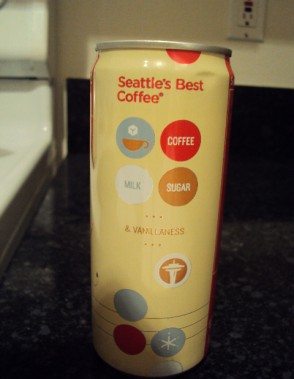 Seattle's Best
Coffee®
COFFEE
MILK
SUGAR
& VANILLANESS